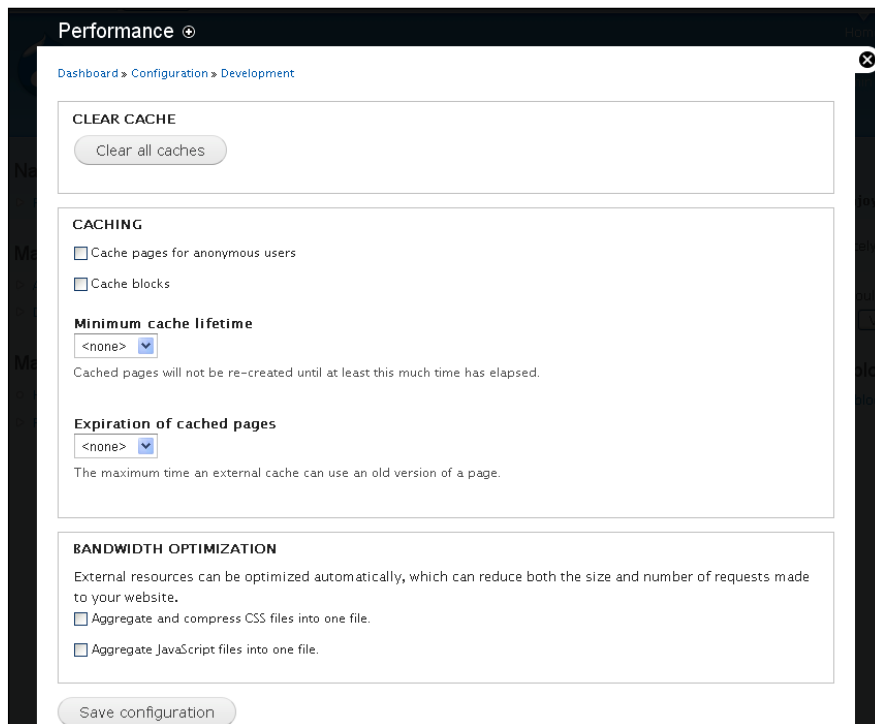 Performance
Dashboard » Configuration » Development
CLEAR CACHE
Clear all caches
CACHING
Cache pages for anonymous users
Cache blocks
Minimum cache lifetime
<none>
Cached pages will not be re-created until at least this much time has elapsed.
Expiration of cached pages
<none>
The maximum time an external cache can use an old version of a page.
BANDWIDTH OPTIMIZATION
External resources can be optimized automatically, which can reduce both the size and number of requests made
to your website.
Aggregate and compress CSS files into one file.
Aggregate JavaScript files into one file.
Save configuration